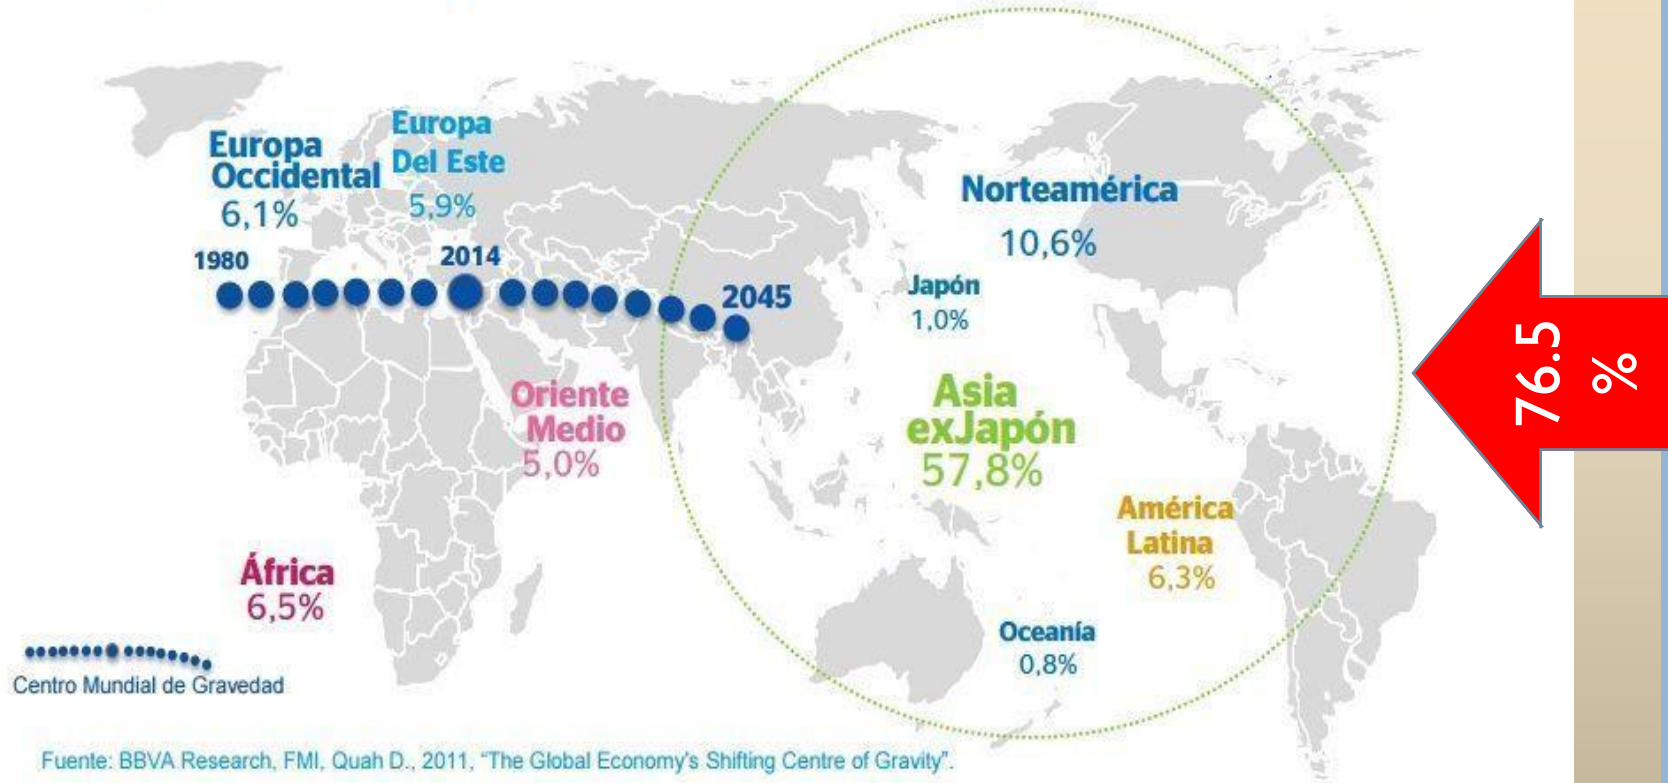 Europa
Occidental
6,1%
Europa
Del Este
5,9%
1980
2014
2045
Norteamérica
10,6%
Japón
1,0%
Asia
exJapón
57,8%
Oriente
Medio
5,0%
América
Latina
6,3%
África
6,5%
Oceanía
0,8%
76.5
%
Centro Mundial de Gravedad
Fuente: BBVA Research, FMI, Quah D., 2011, “The Global Economy's Shifting Centre of Gravity”.